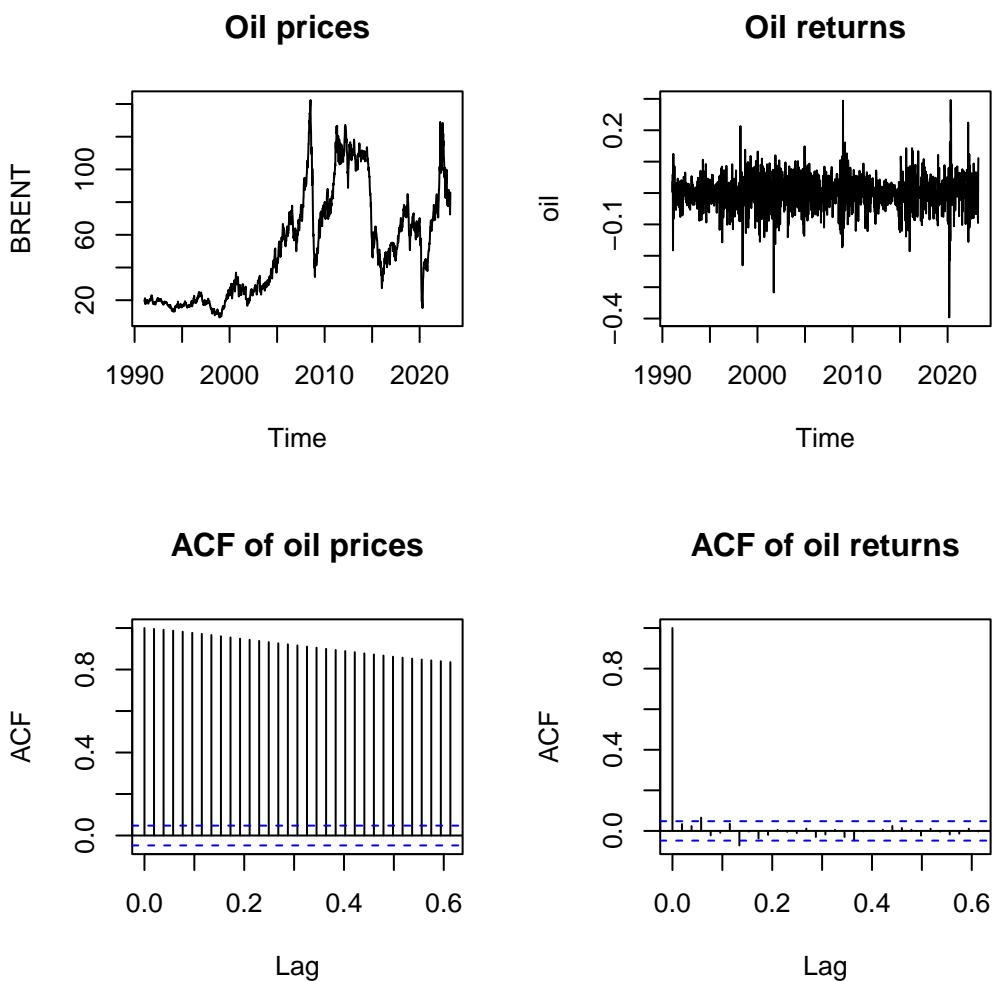 Oil prices
BRENT
20 60 100
1990 2000 2010 2020
Time
Oil returns
oil
−0.4 −0.1 0.2
1990 2000 2010 2020
Time
ACF of oil prices
ACF
0.0 0.4 0.8
0.0 0.2 0.4 0.6
Lag
ACF of oil returns
ACF
0.0 0.4 0.8
0.0 0.2 0.4 0.6
Lag